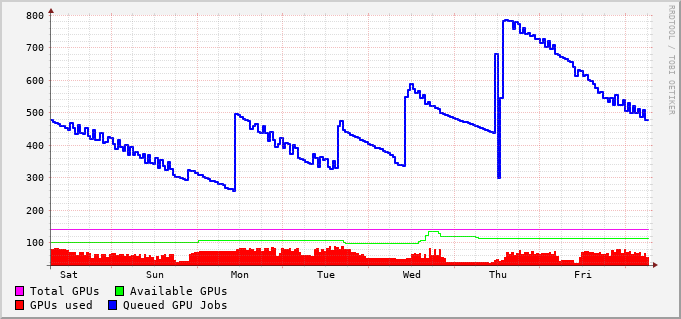 800
700
600
500
400
300
200
100
Sat Sun Mon Tue Wed Thu Fri
Total GPUs Available GPUs
GPUs used Queued GPU Jobs
RRDTOOL / TOBI OETIKER